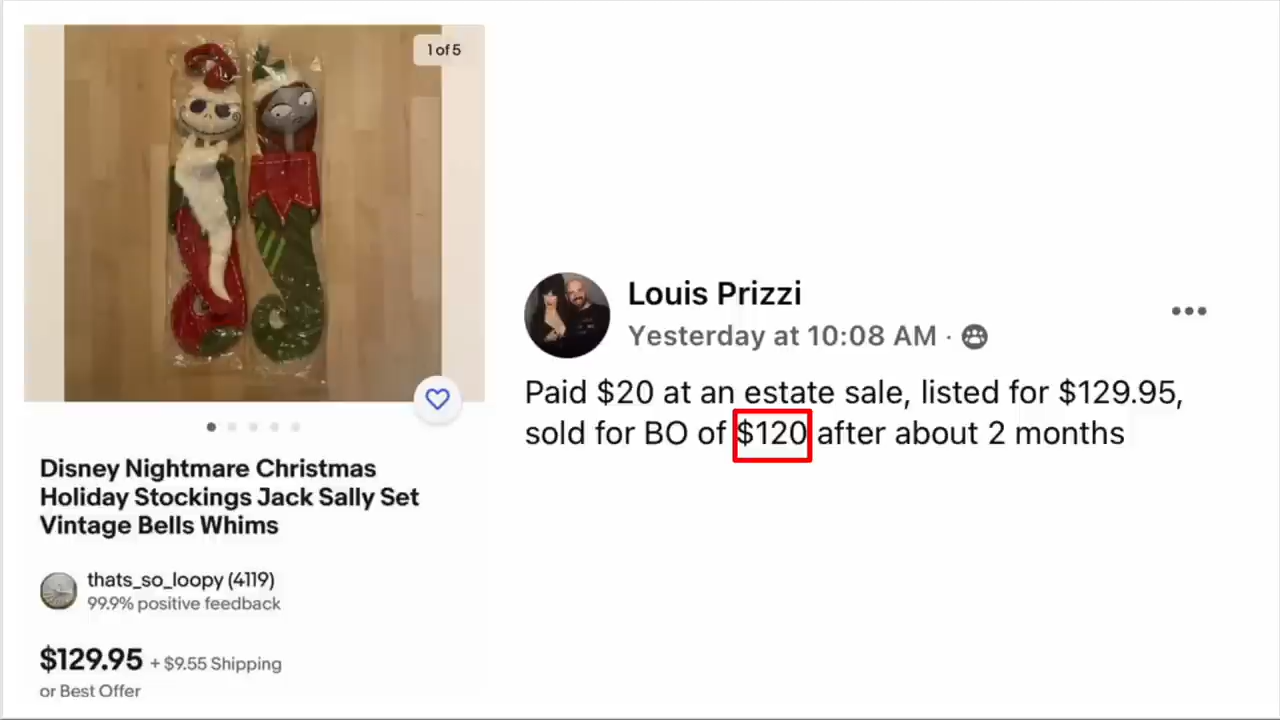 1 of 5
Disney Nightmare Christmas
Holiday Stockings Jack Sally Set
Vintage Bells Whims
thats_so_loopy (4119)
99.9% positive feedback
$129.95 + $9.55 Shipping
or Best Offer
Louis Prizzi
Yesterday at 10:08 AM ·
Paid $20 at an estate sale, listed for $129.95,
sold for BO of $120 after about 2 months